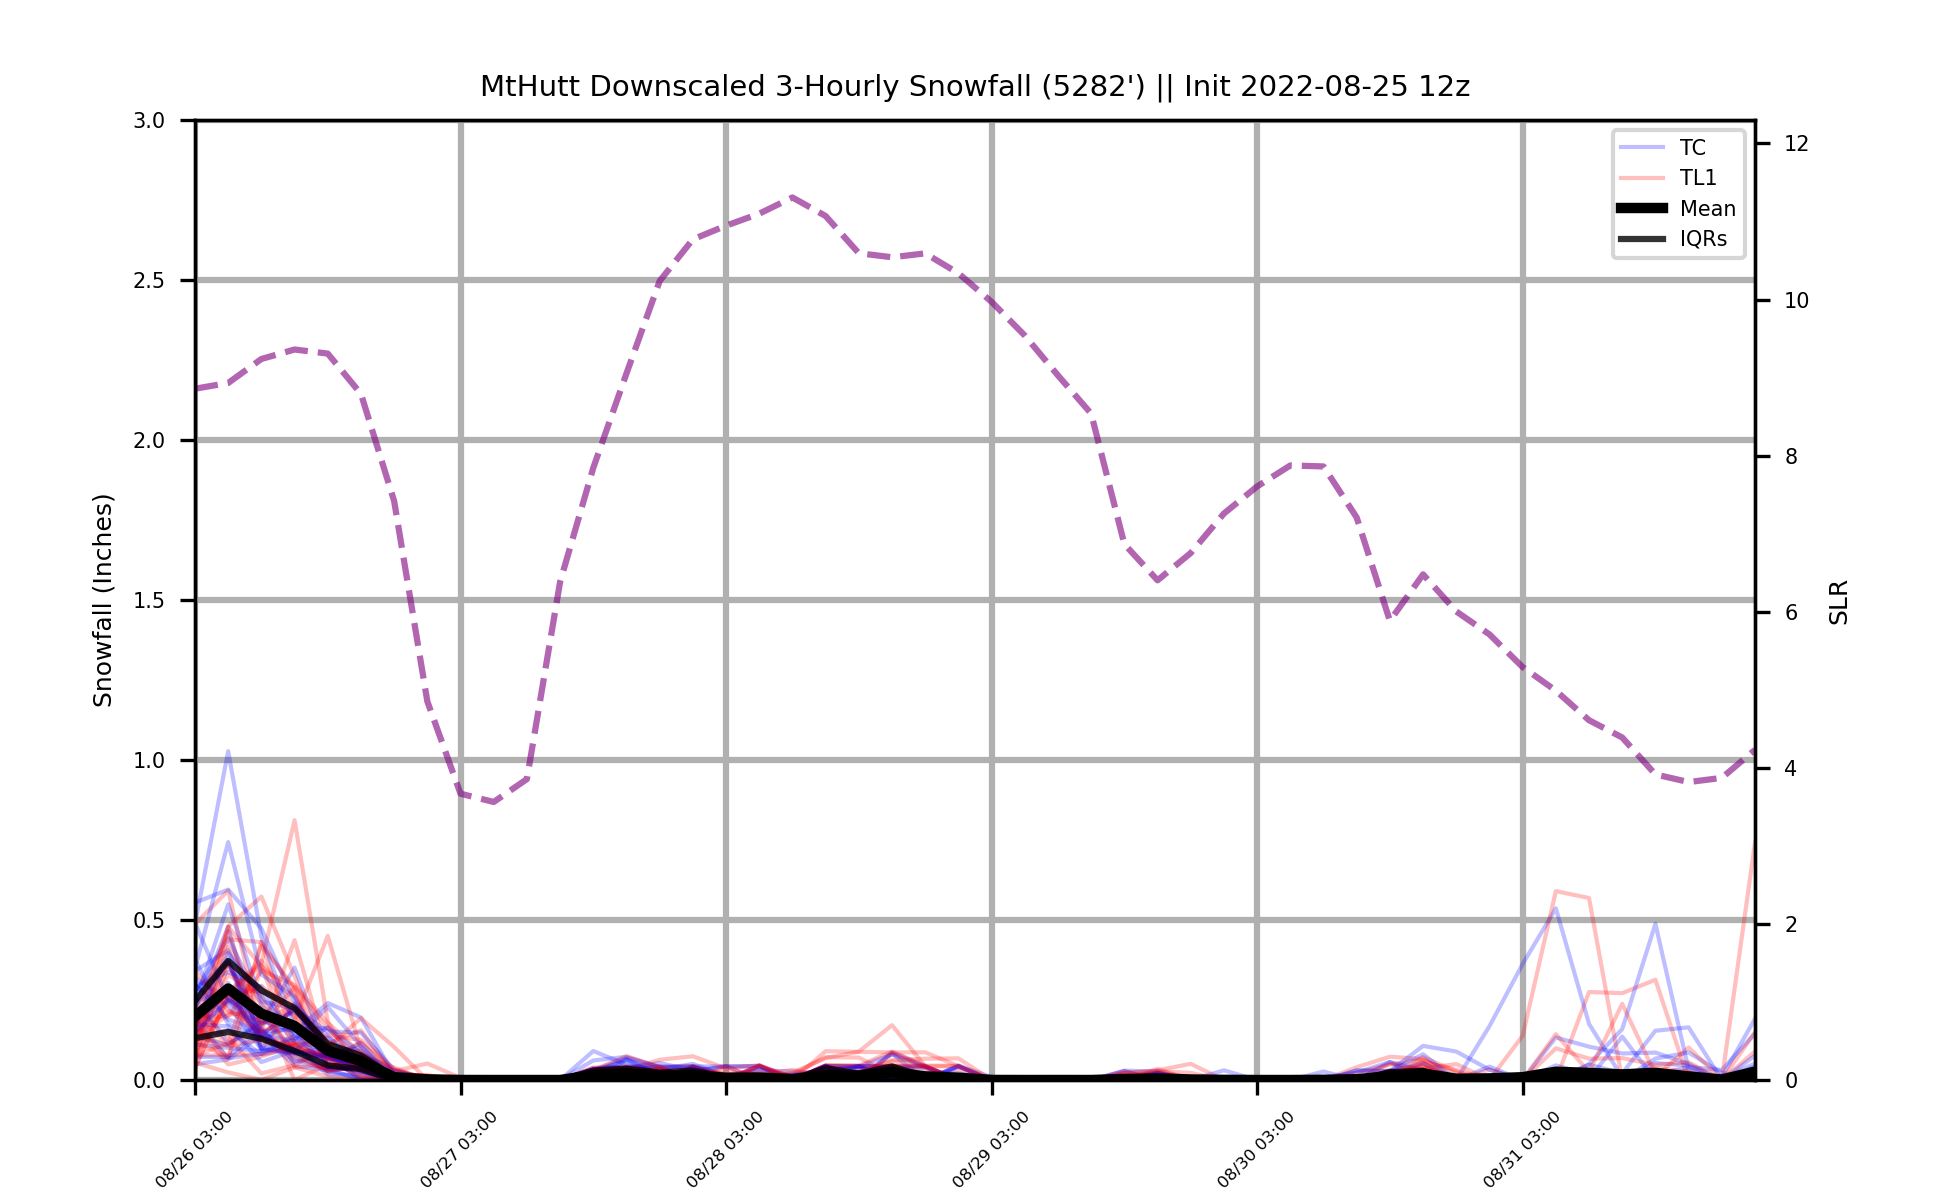 MtHutt Downscaled 3-Hourly Snowfall (5282') || Init 2022-08-25 12z
3.0
2.5
2.0
1.5
1.0
0.5
0.0
Snowfall (Inches)
12
10
8
6
4
2
0
SLR
TC
TL1
Mean
IQRs
08/26 03:00
08/27 03:00
08/28 03:00
08/29 03:00
08/30 03:00
08/31 03:00